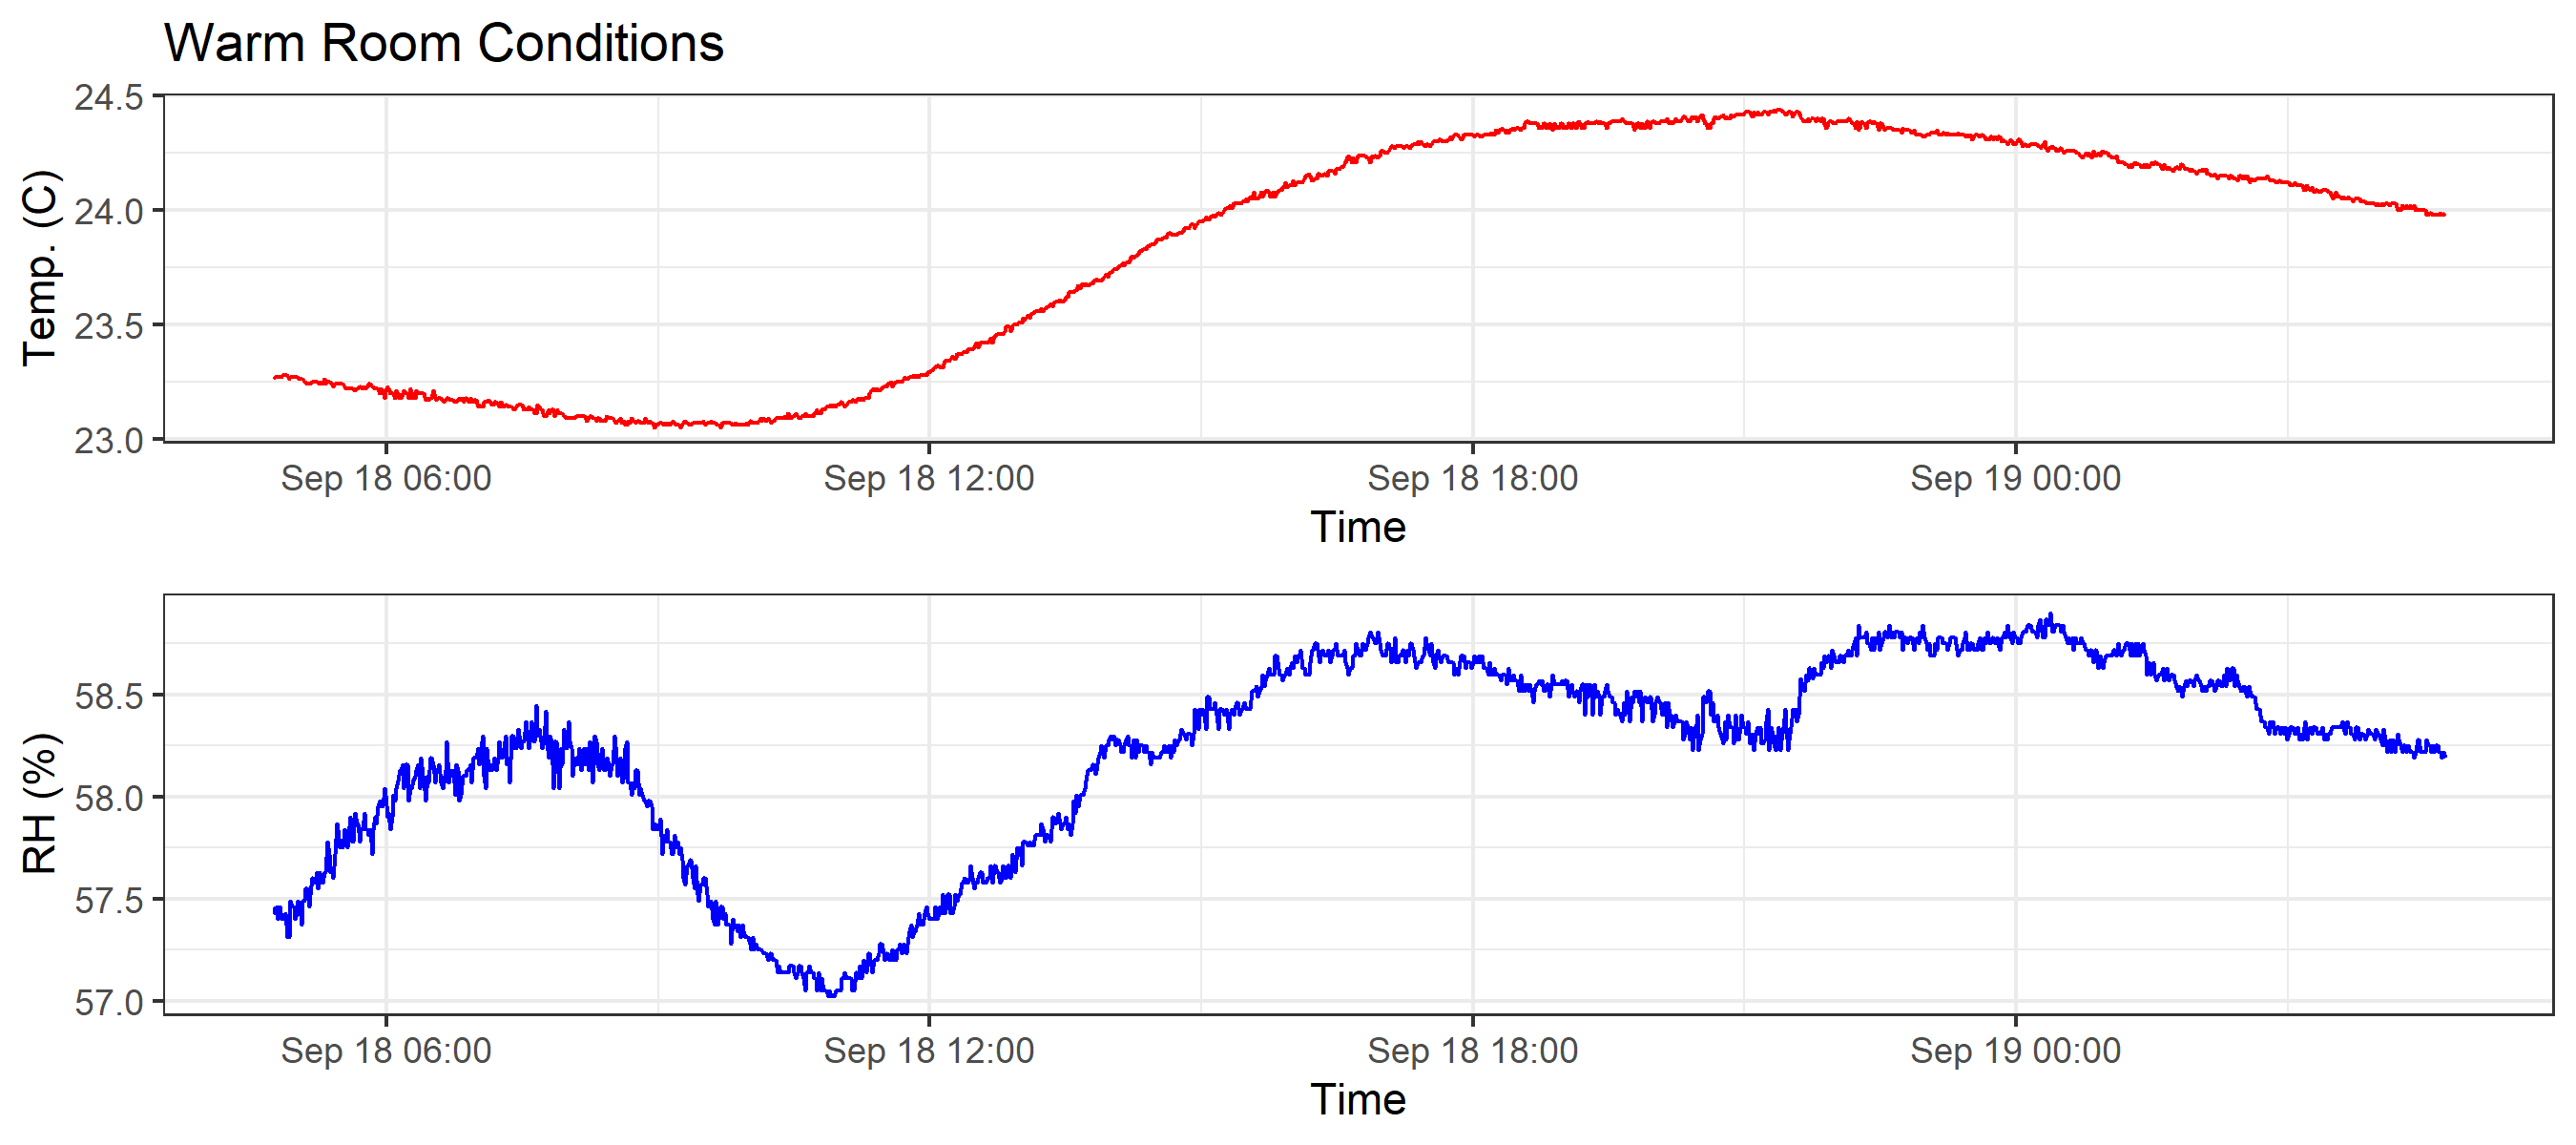 Warm Room Conditions
24.5
24.0
23.5
23.0
Temp. (C)
Sep 18 06:00 Sep 18 12:00 Sep 18 18:00 Sep 19 00:00
Time
58.5
58.0
57.5
57.0
RH (%)
Sep 18 06:00 Sep 18 12:00 Sep 18 18:00 Sep 19 00:00
Time